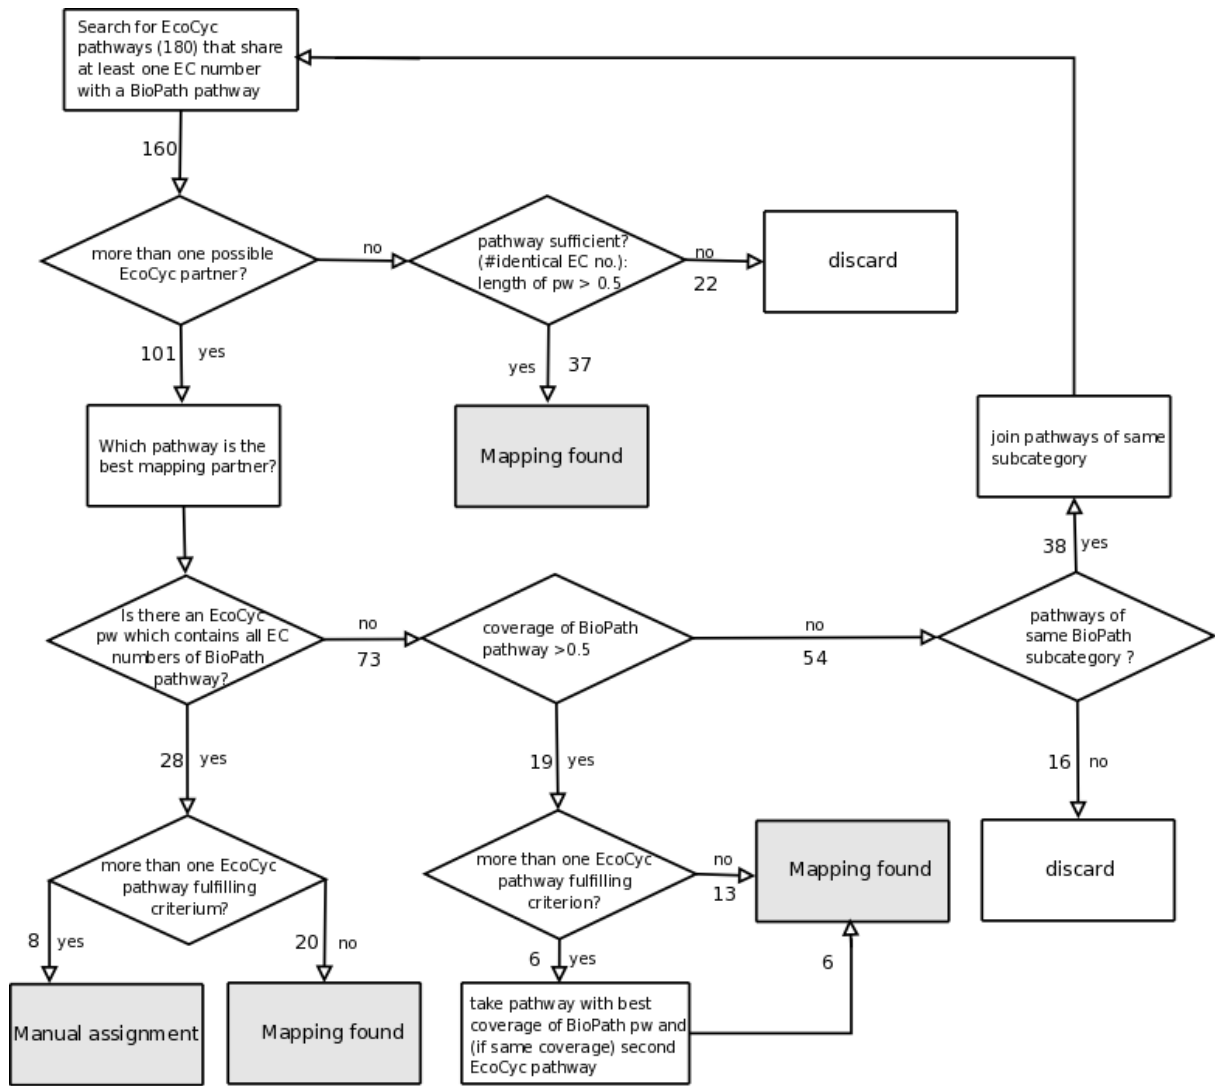 Search for EcoCyc
pathways (180) that share
at least one EC number
with a BioPath pathway
160
more than one possible
EcoCyc partner?
no
pathway sufficient?
(#identical EC no.):
length of pw > 0.5
no
22
discard
101
yes
yes
37
Which pathway is the
best mapping partner?
Mapping found
join pathways of same
subcategory
38
yes
Is there an EcoCyc
pw which contains all EC
numbers of BioPath
pathway?
no
73
coverage of BioPath
pathway >0.5
no
54
pathways of
same BioPath
subcategory ?
28
yes
19
yes
16
no
more than one EcoCyc
pathway fulfilling
criterium?
more than one EcoCyc
pathway fulfilling
criterion?
no
13
Mapping found
discard
8
yes
20
no
6
yes
6
Manual assignment
Mapping found
take pathway with best
coverage of BioPath pw and
(if same coverage) second
EcoCyc pathway